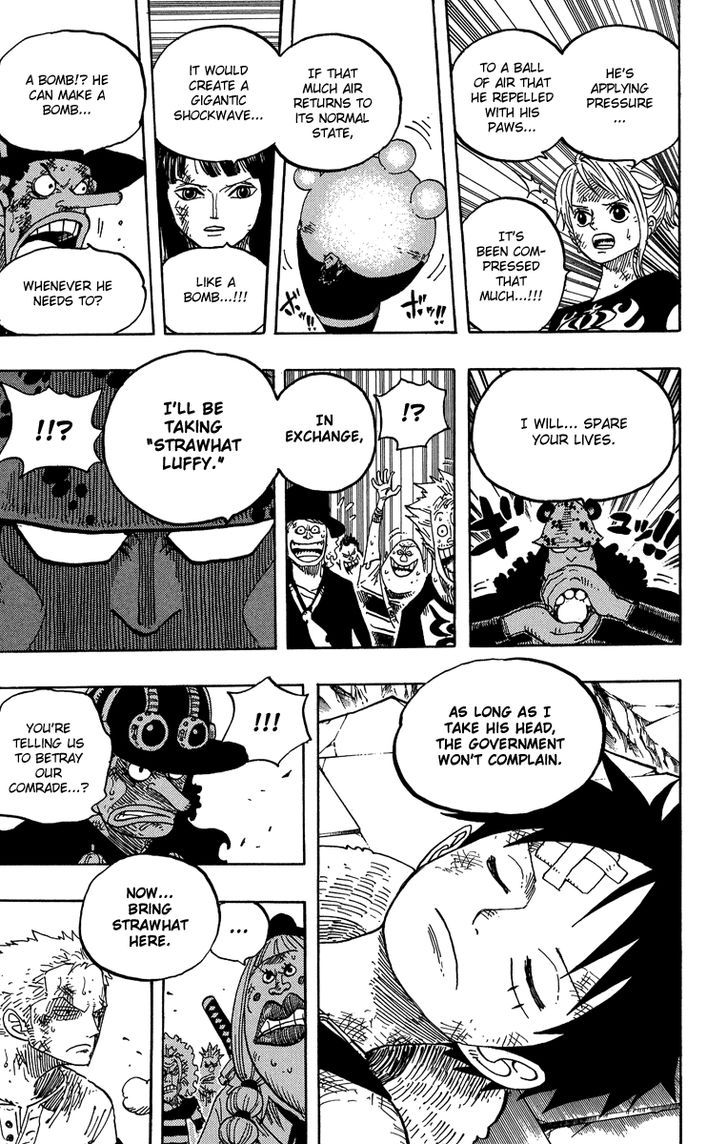 HE'S
APPLYING
PRESSURE
...
TO A BALL
OF AIR THAT
HE REPELLED
WITH HIS
PAWS...
IT'S
BEEN COM-
PRESSED
THAT
MUCH...!!!
IF THAT
MUCH AIR
RETURNS TO
ITS NORMAL
STATE,
ボッ!!
ボッ!!
IT WOULD
CREATE A
GIGANTIC
SHOCKWAVE...
LIKE A
BOMB...!!!
A BOMB!? HE
CAN MAKE A
BOMB...
WHENEVER HE
NEEDS TO?
I WILL... SPARE
YOUR LIVES.
!?
IN
EXCHANGE,
I'LL BE
TAKING
"STRAWHAT
LUFFY."
!!?
AS LONG AS I
TAKE HIS HEAD,
THE GOVERNMENT
WON'T COMPLAIN.
!!!
YOU'RE
TELLING US
TO BETRAY
OUR
COMRADE...?
...
NOW...
BRING
STRAWHAT
HERE.